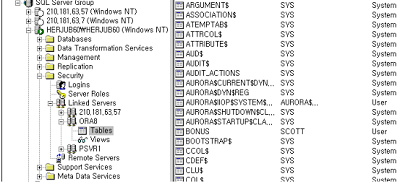 SQL Server Group
210,181,63,57 (Windows NT)
210,181,63,7 (Windows NT)
HERJUB60₩HERJUB60 (Windows NT)
Databases
Data Transformation Services
Management
Replication
Security
Logins
Server Roles
Linked Servers
210,181,63,57
ORA8
Tables
Views
PSVR1
Remote Servers
Support Services
Meta Data Services
ARGUMENT$ SYS System
ASSOCIATION$ SYS System
ATEMPTAB$ SYS System
ATTRCOL$ SYS System
ATTRIBUTE$ SYS System
AUD$ SYS System
AUDIT$ SYS System
AUDIT_ACTIONS SYS System
AURORA$CURRENT$DYN,,, SYS System
AURORA$DYN$REG SYS System
AURORA$IIOP$SYSTEM$,,, AURORA$,,, User
AURORA$SHUTDOWN$CL,,, SYS System
AURORA$STARTUP$CLA,,, SYS System
BONUS SCOTT User
BOOTSTRAP$ SYS System
CCOL$ SYS System
CDEF$ SYS System
CLU$ SYS System
COL$ SYS System